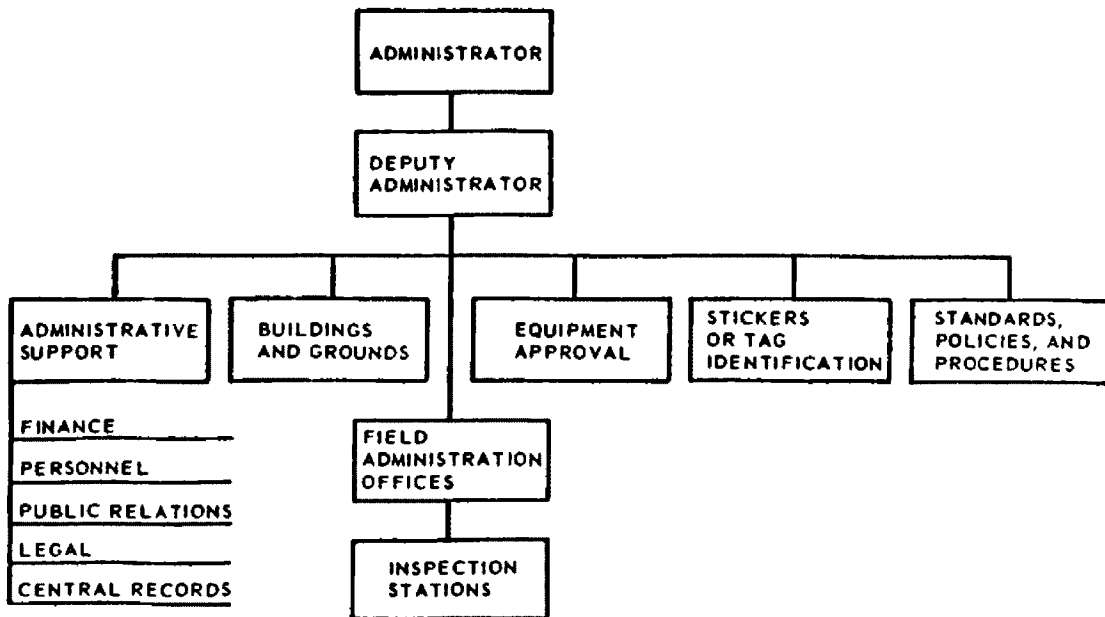 ADMINISTRATOR
DEPUTY
ADMINISTRATOR
ADMINISTRATIVE
SUPPORT
BUILDINGS
AND GROUNDS
EQUIPMENT
APPROVAL
STICKERS
OR TAG
IDENTIFICATION
STANDARDS,
POLICIES, AND
PROCEDURES
FINANCE
PERSONNEL
PUBLIC RELATIONS
LEGAL
CENTRAL RECORDS
FIELD
ADMINISTRATION
OFFICES
INSPECTION
STATIONS